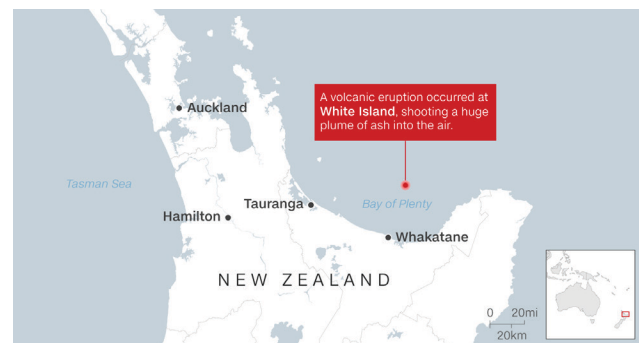 A volcanic eruption occurred at
White Island, shooting a huge
plume of ash into the air.
Auckland
Tasman Sea
Tauranga
Bay of Plenty
Hamilton
Whakatane
NEW ZEALAND
0 20mi
20km